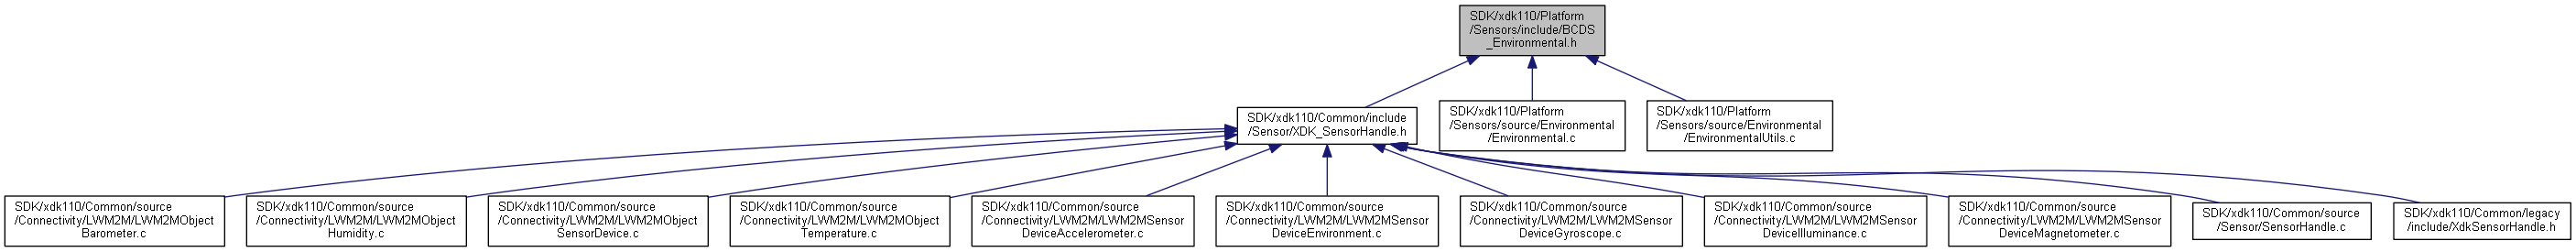 SDK/xdk110/Platform
/Sensors/include/BCDS
_Environmental.h
SDK/xdk110/Common/include
/Sensor/XDK_SensorHandle.h
SDK/xdk110/Platform
/Sensors/source/Environmental
/Environmental.c
SDK/xdk110/Platform
/Sensors/source/Environmental
/EnvironmentalUtils.c
SDK/xdk110/Common/source
/Connectivity/LWM2M/LWM2MObject
Barometer.c
SDK/xdk110/Common/source
/Connectivity/LWM2M/LWM2MObject
Humidity.c
SDK/xdk110/Common/source
/Connectivity/LWM2M/LWM2MObject
SensorDevice.c
SDK/xdk110/Common/source
/Connectivity/LWM2M/LWM2MObject
Temperature.c
SDK/xdk110/Common/source
/Connectivity/LWM2M/LWM2MSensor
DeviceAccelerometer.c
SDK/xdk110/Common/source
/Connectivity/LWM2M/LWM2MSensor
DeviceEnvironment.c
SDK/xdk110/Common/source
/Connectivity/LWM2M/LWM2MSensor
DeviceGyroscope.c
SDK/xdk110/Common/source
/Connectivity/LWM2M/LWM2MSensor
DeviceIlluminance.c
SDK/xdk110/Common/source
/Connectivity/LWM2M/LWM2MSensor
DeviceMagnetometer.c
SDK/xdk110/Common/source
/Sensor/SensorHandle.c
SDK/xdk110/Common/legacy
/include/XdkSensorHandle.h